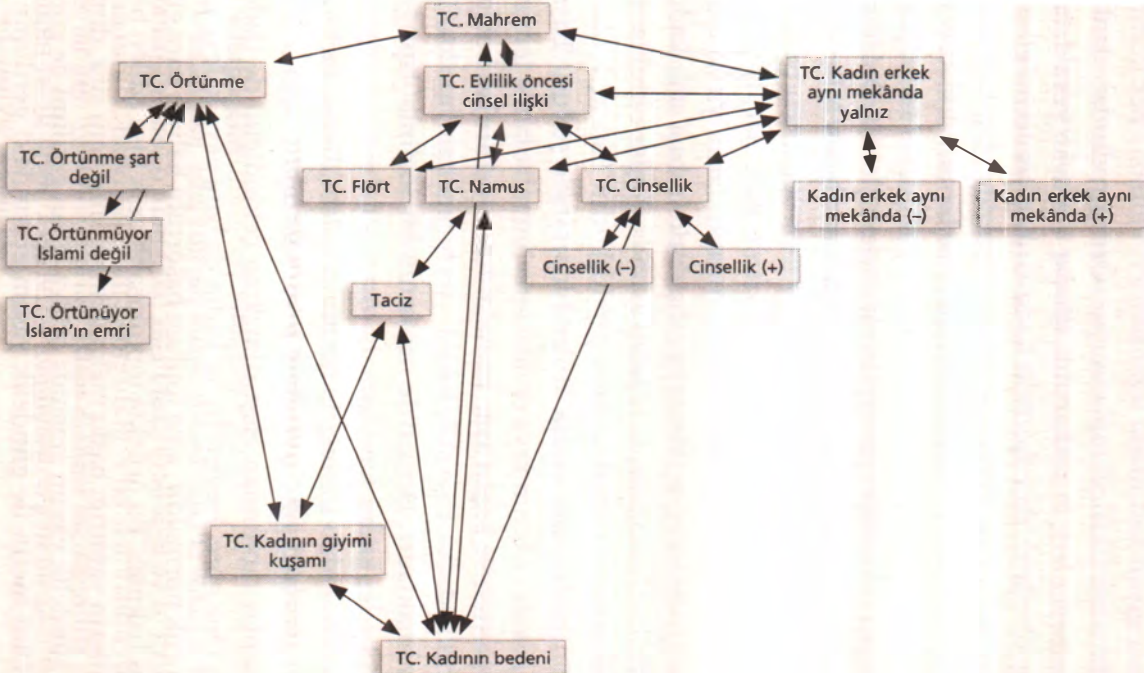 TC. Mahrem
TC. Örtünme
TC. Evlilik öncesi
cinsel ilişki
TC. Kadın erkek
aynı mekânda
yalnız
TC. Örtünme şart
değil
TC. Flört
TC. Namus
TC. Cinsellik
Kadın erkek aynı
mekânda (–)
Kadın erkek aynı
mekânda (+)
TC. Örtünmüyor
İslami değil
Cinsellik (–)
Cinsellik (+)
TC. Örtünüyor
İslam'ın emri
Taciz
TC. Kadının giyimi
kuşamı
TC. Kadının bedeni